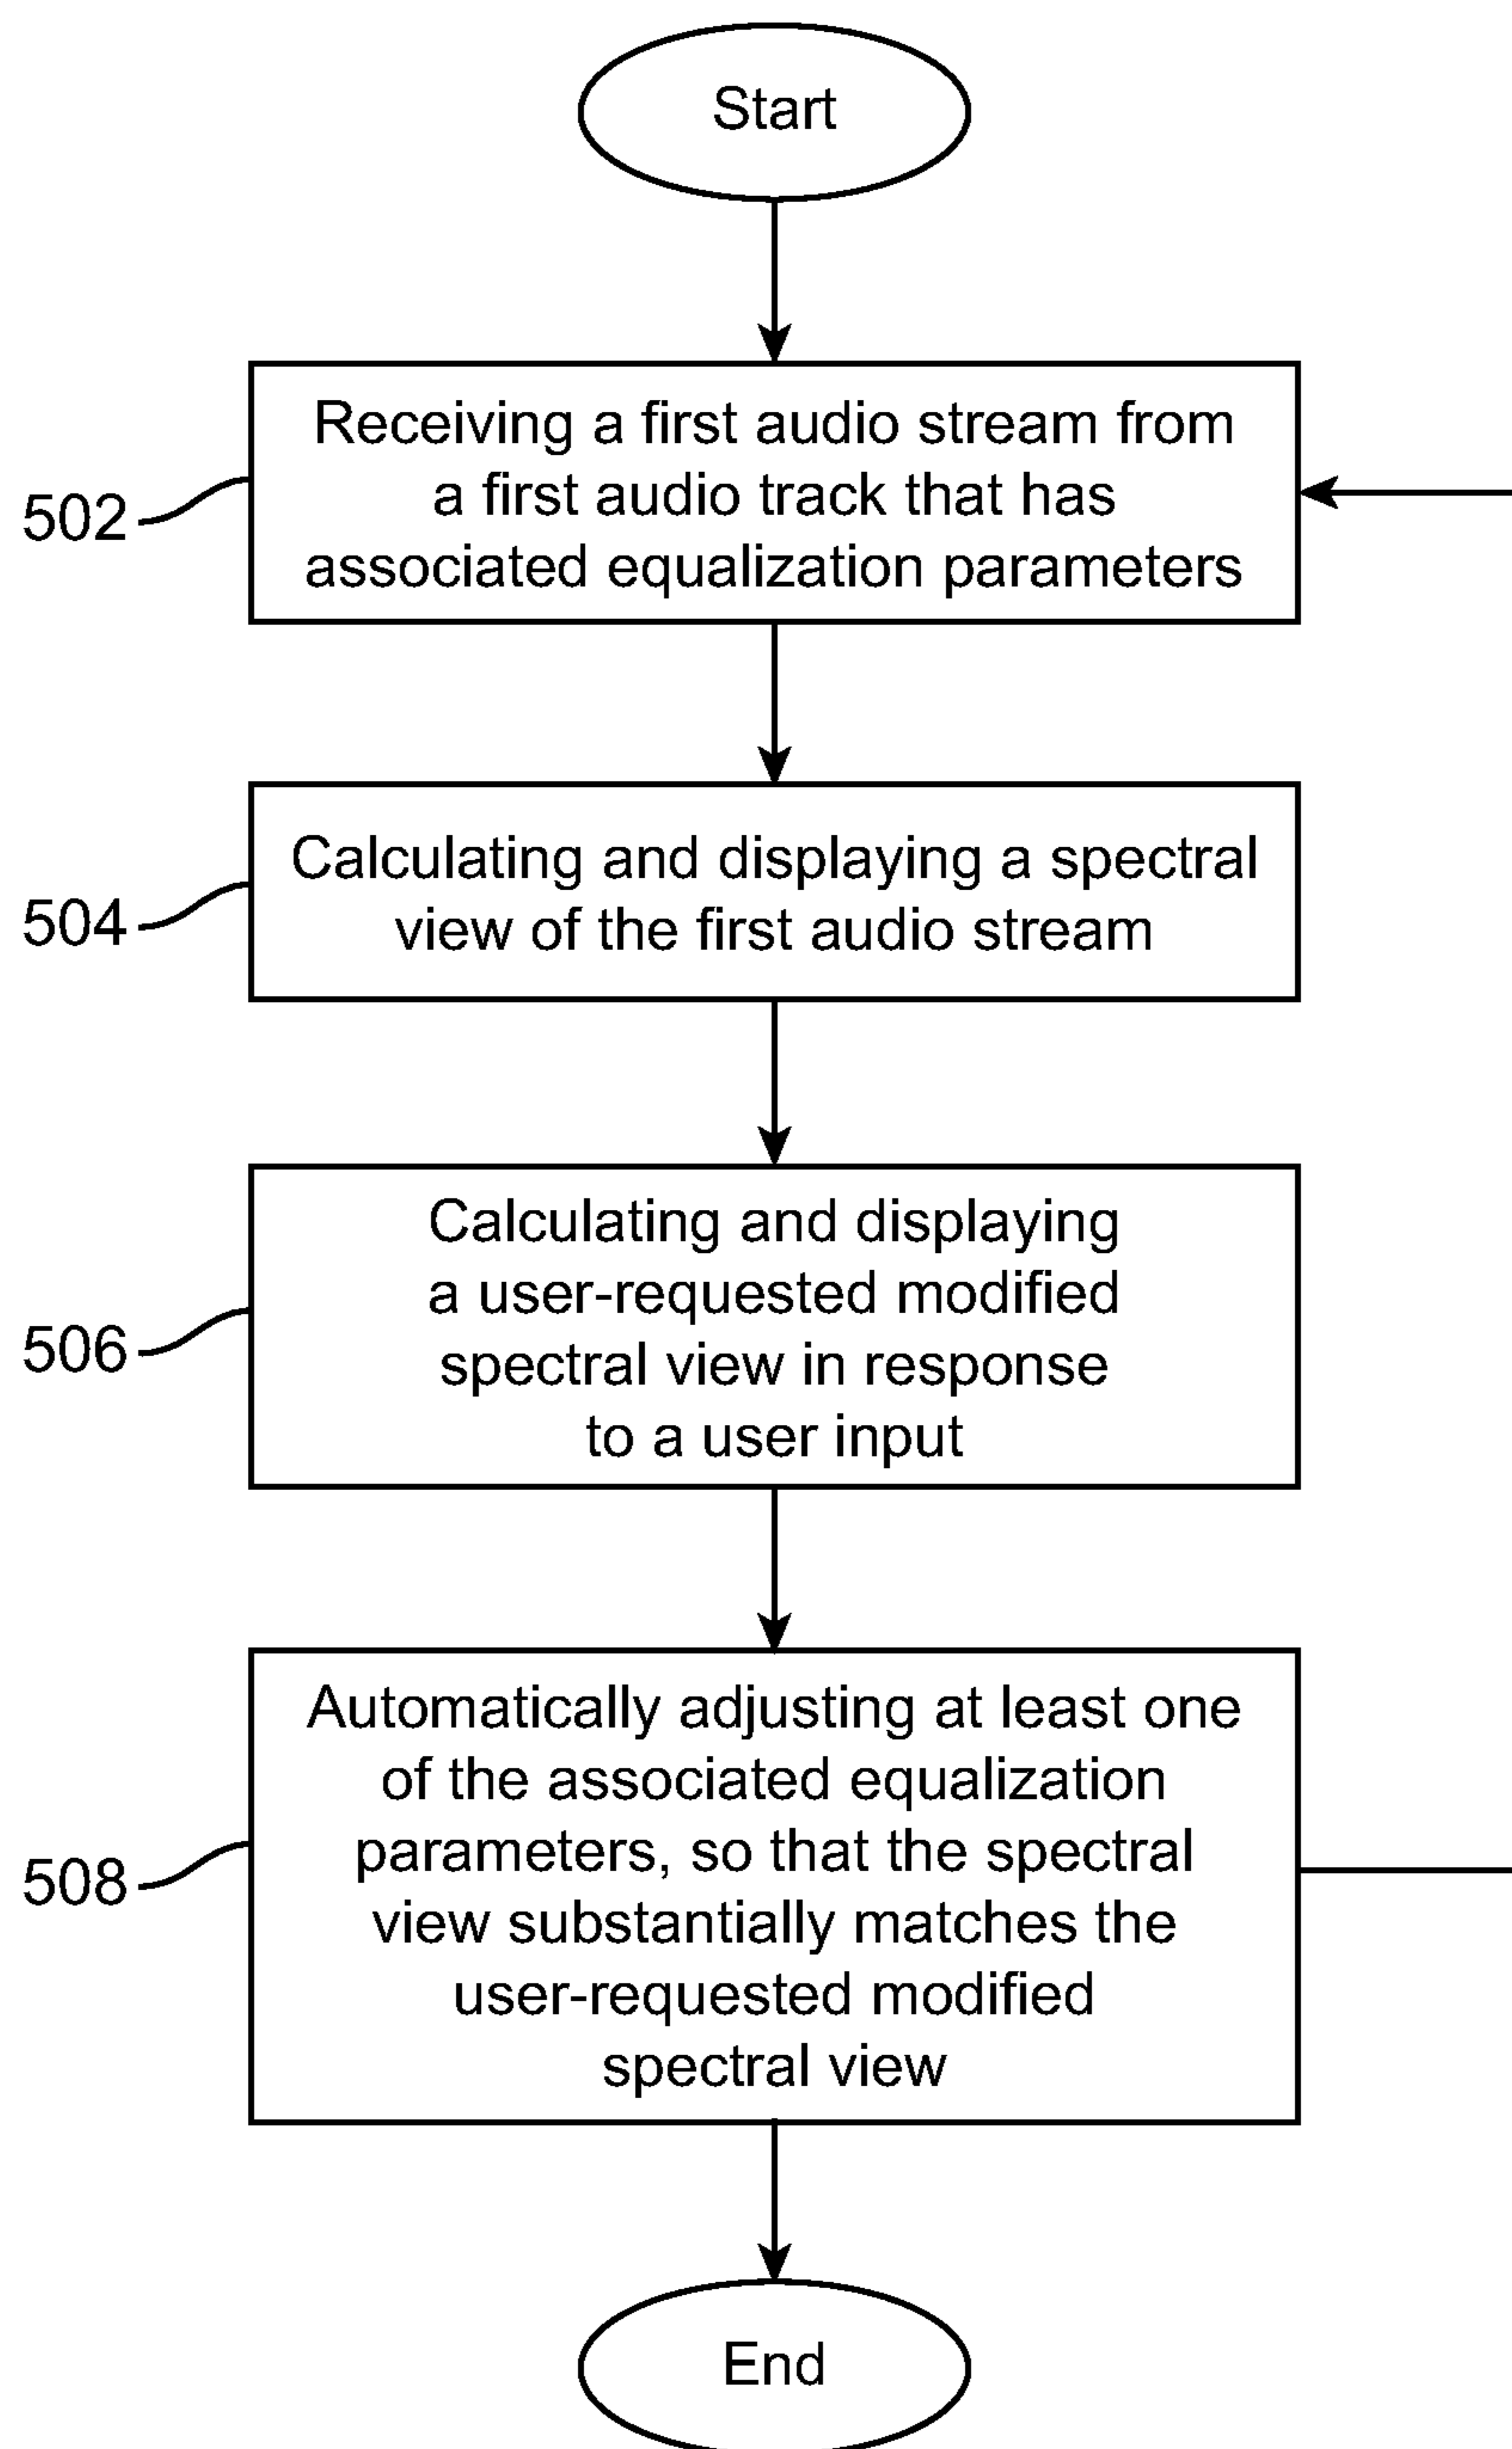 Start
Receiving a first audio stream from
a first audio track that has
associated equalization parameters
502
Calculating and displaying a spectral
view of the first audio stream
504
Calculating and displaying
a user-requested modified
spectral view in response
to a user input
506
Automatically adjusting at least one
of the associated equalization
parameters, so that the spectral
view substantially matches the
user-requested modified
spectral view
508
End